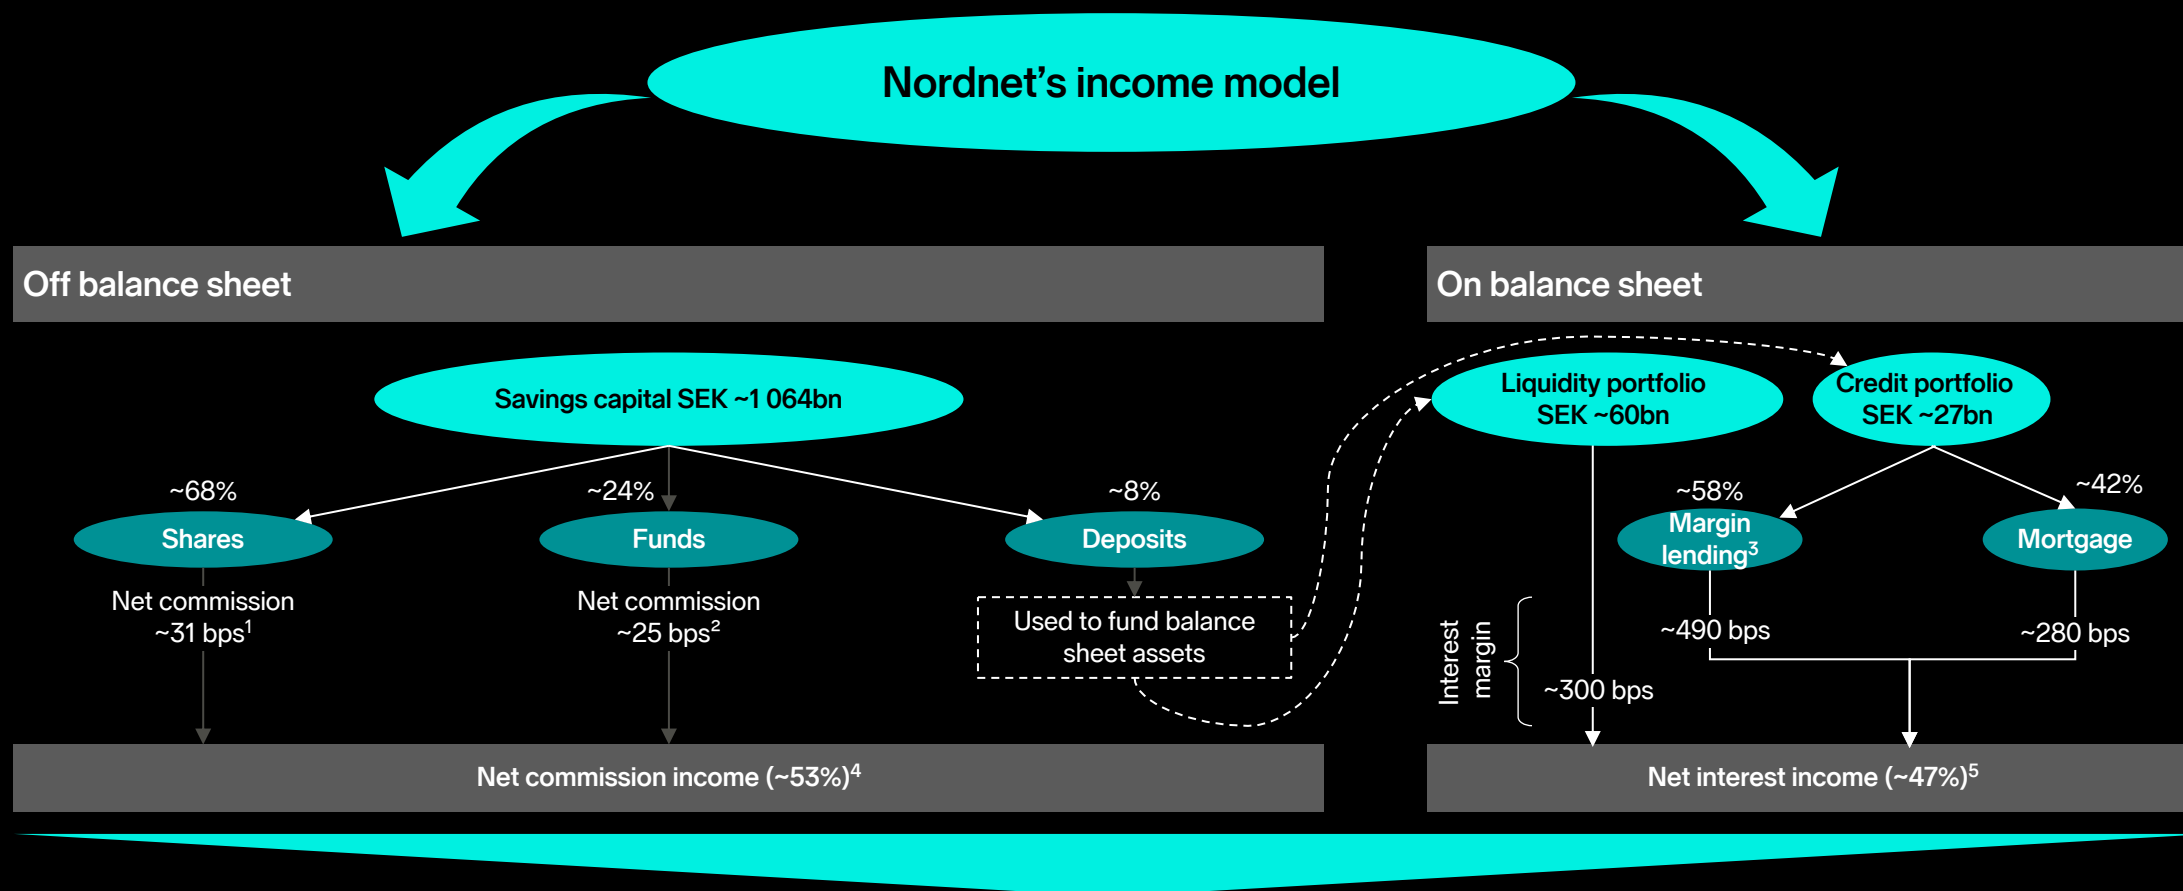 Nordnet’s income model
Off balance sheet
On balance sheet
Savings capital SEK ~1 064bn
Liquidity portfolio
SEK ~60bn
Credit portfolio
SEK ~27bn
~68%
~24%
~8%
~58%
~42%
Shares
Funds
Deposits
Margin
lending³
Mortgage
Net commission
~31 bps¹
Net commission
~25 bps²
Used to fund balance
sheet assets
Interest
margin
~490 bps
~280 bps
~300 bps
Net commission income (~53%)⁴
Net interest income (~47%)⁵